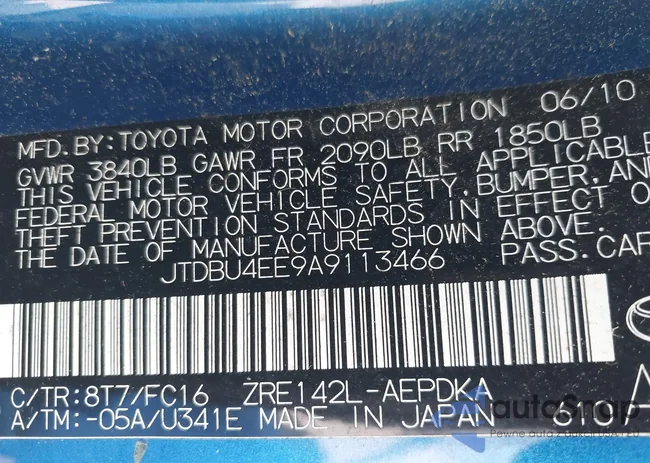 06/10
MFD.BY:TOYOTA MOTOR CORPORATION
GVWR 3840LB GAWR FR 2090LB RR 1850LB
THIS VEHICLE CONFORMS TO ALL APPLICABLE
FEDERAL MOTOR VEHICLE SAFETY,BUMPER,AND
THEFT PREVENTION STANDARDS IN EFFECT O
THE DATE OF MANUFACTURE SHOWN ABOVE.
JTDBU4EE9A9113466 PASS.CAR
C/TR:8T7/FC16 ZRE142L-AEPDKA
A/TM:-05A/U341E MADE IN JAPAN
autoSnap
Pewne auta z